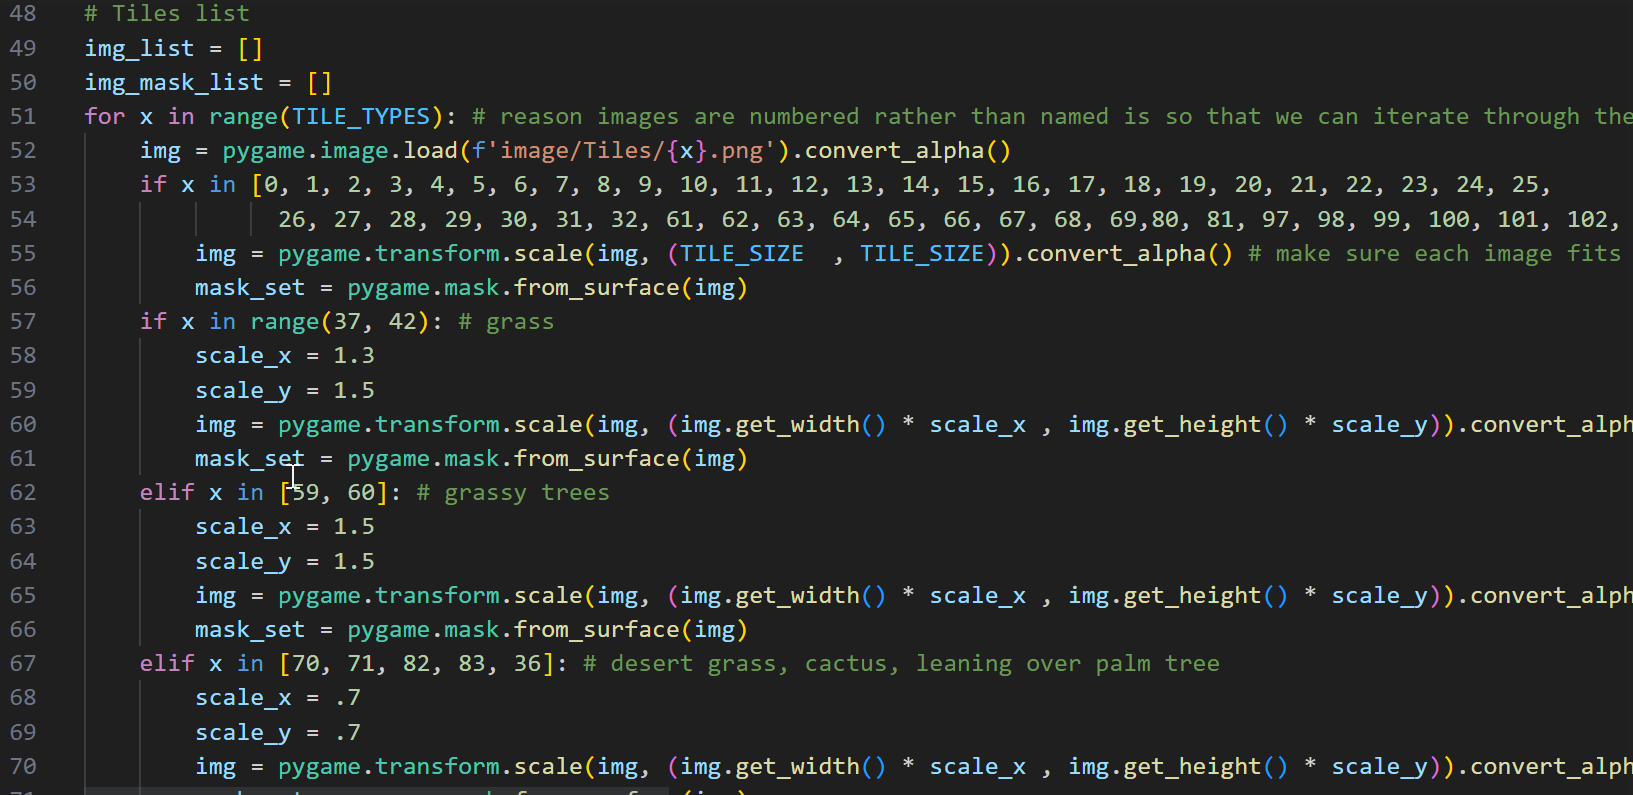 48 # Tiles list
49 img_list = []
50 img_mask_list = []
51 for x in range(TILE_TYPES): # reason images are numbered rather than named is so that we can iterate through the
52 img = pygame.image.load(f'image/Tiles/{x}.png').convert_alpha()
53 if x in [0, 1, 2, 3, 4, 5, 6, 7, 8, 9, 10, 11, 12, 13, 14, 15, 16, 17, 18, 19, 20, 21, 22, 23, 24, 25,
54 26, 27, 28, 29, 30, 31, 32, 61, 62, 63, 64, 65, 66, 67, 68, 69,80, 81, 97, 98, 99, 100, 101, 102,
55 img = pygame.transform.scale(img, (TILE_SIZE  , TILE_SIZE)).convert_alpha() # make sure each image fits
56 mask_set = pygame.mask.from_surface(img)
57 if x in range(37, 42): # grass
58 scale_x = 1.3
59 scale_y = 1.5
60 img = pygame.transform.scale(img, (img.get_width() * scale_x , img.get_height() * scale_y)).convert_alph
61 mask_set = pygame.mask.from_surface(img)
62 elif x in [59, 60]: # grassy trees
63 scale_x = 1.5
64 scale_y = 1.5
65 img = pygame.transform.scale(img, (img.get_width() * scale_x , img.get_height() * scale_y)).convert_alph
66 mask_set = pygame.mask.from_surface(img)
67 elif x in [70, 71, 82, 83, 36]: # desert grass, cactus, leaning over palm tree
68 scale_x = .7
69 scale_y = .7
70 img = pygame.transform.scale(img, (img.get_width() * scale_x , img.get_height() * scale_y)).convert_alph